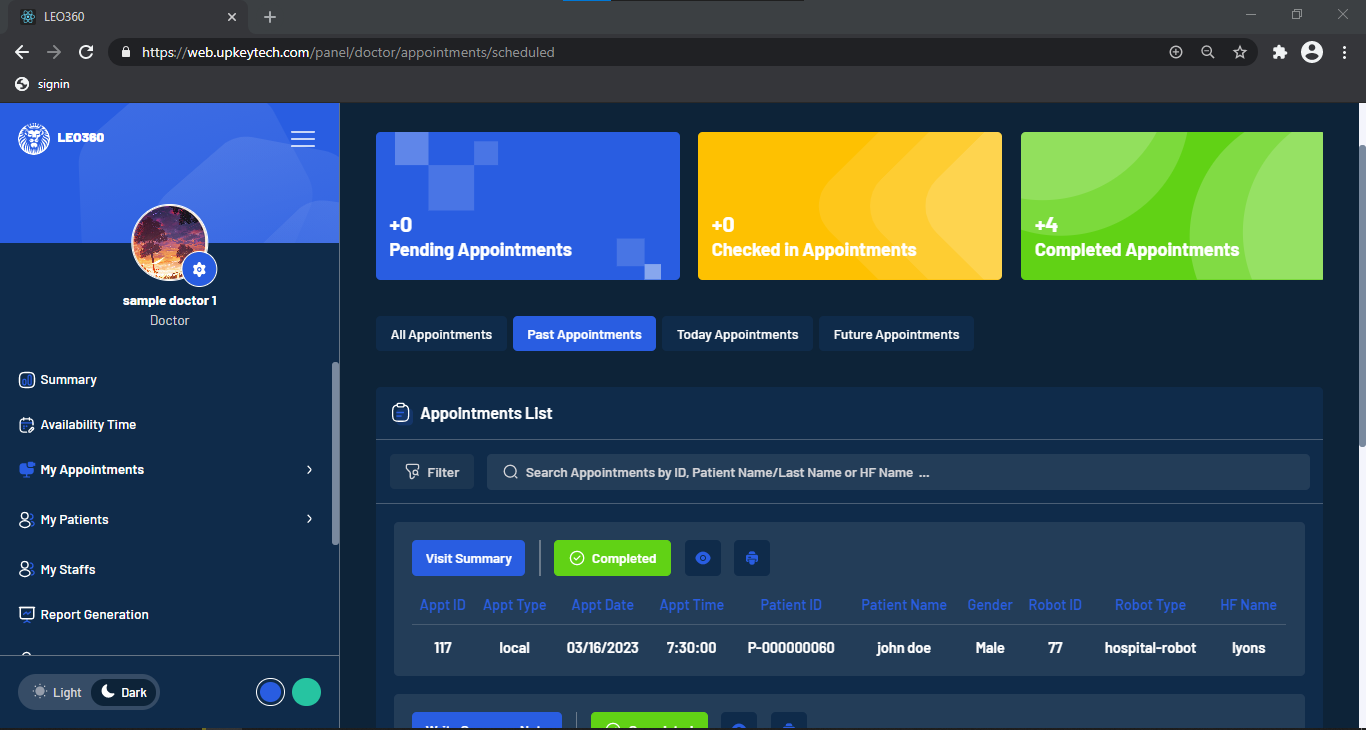 LEO360
https://web.upkeytech.com/panel/doctor/appointments/scheduled
signin
LEO360
sample doctor 1
Doctor
Summary
Availability Time
My Appointments
My Patients
My Staffs
Report Generation
Light
Dark
+0
Pending Appointments
+0
Checked in Appointments
+4
Completed Appointments
All Appointments
Past Appointments
Today Appointments
Future Appointments
Appointments List
Filter
Search Appointments by ID, Patient Name/Last Name or HF Name ...
Visit Summary
Completed
Appt ID Appt Type Appt Date Appt Time Patient ID Patient Name Gender Robot ID Robot Type HF Name
117 local 03/16/2023 7:30:00 P-000000060 john doe Male 77 hospital-robot lyons